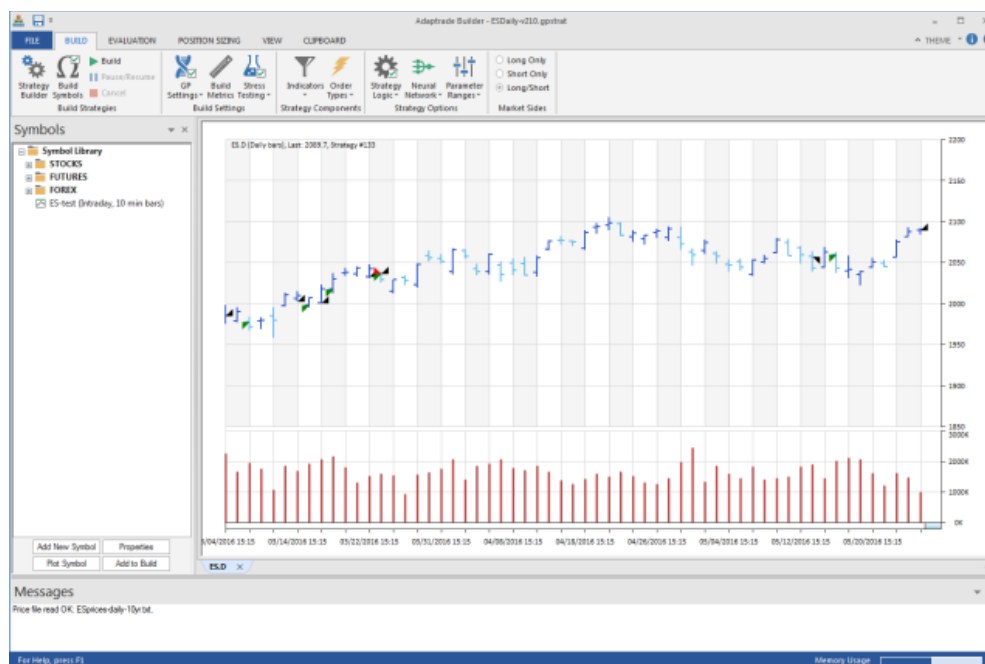 Adaptrade Builder - ESDaily-v210.gpstrat
FILE BUILD EVALUATION POSITION SIZING VIEW CLIPBOARD THEME
Strategy Builder
Build Symbols
Build
Pause/Resume
Cancel
Build Strategies
GP Settings
Build Metrics
Stress Testing
Build Settings
Indicators
Order Types
Strategy Components
Strategy Logic
Neural Network
Parameter Ranges
Strategy Options
Long Only
Short Only
Long/Short
Market Sides
Symbols
Symbol Library
STOCKS
FUTURES
FOREX
ES-test (Intraday, 10 min bars)
Add New Symbol Properties
Plot Symbol Add to Build
ES.D (Daily bars), Last: 2089.7, Strategy #133
2200
2150
2100
2050
2000
1950
1900
1850
3000K
2000K
1000K
0K
/04/2016 15:15 03/14/2016 15:15 03/22/2016 15:15 03/31/2016 15:15 04/08/2016 15:15 04/18/2016 15:15 04/26/2016 15:15 05/04/2016 15:15 05/12/2016 15:15 05/20/2016 15:15
ES.D
Messages
Price file read OK: ESprices-daily-10yr.txt.
For Help, press F1 Memory Usage